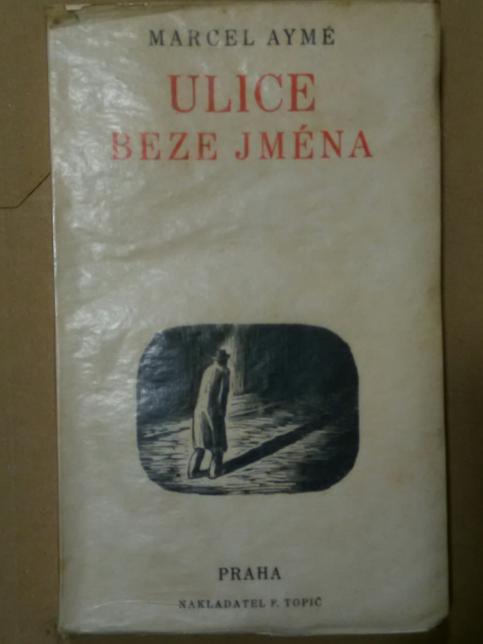 MARCEL AYMÉ
ULICE
BEZE JMÉNA
PRAHA
NAKLADATEL F. TOPIČ